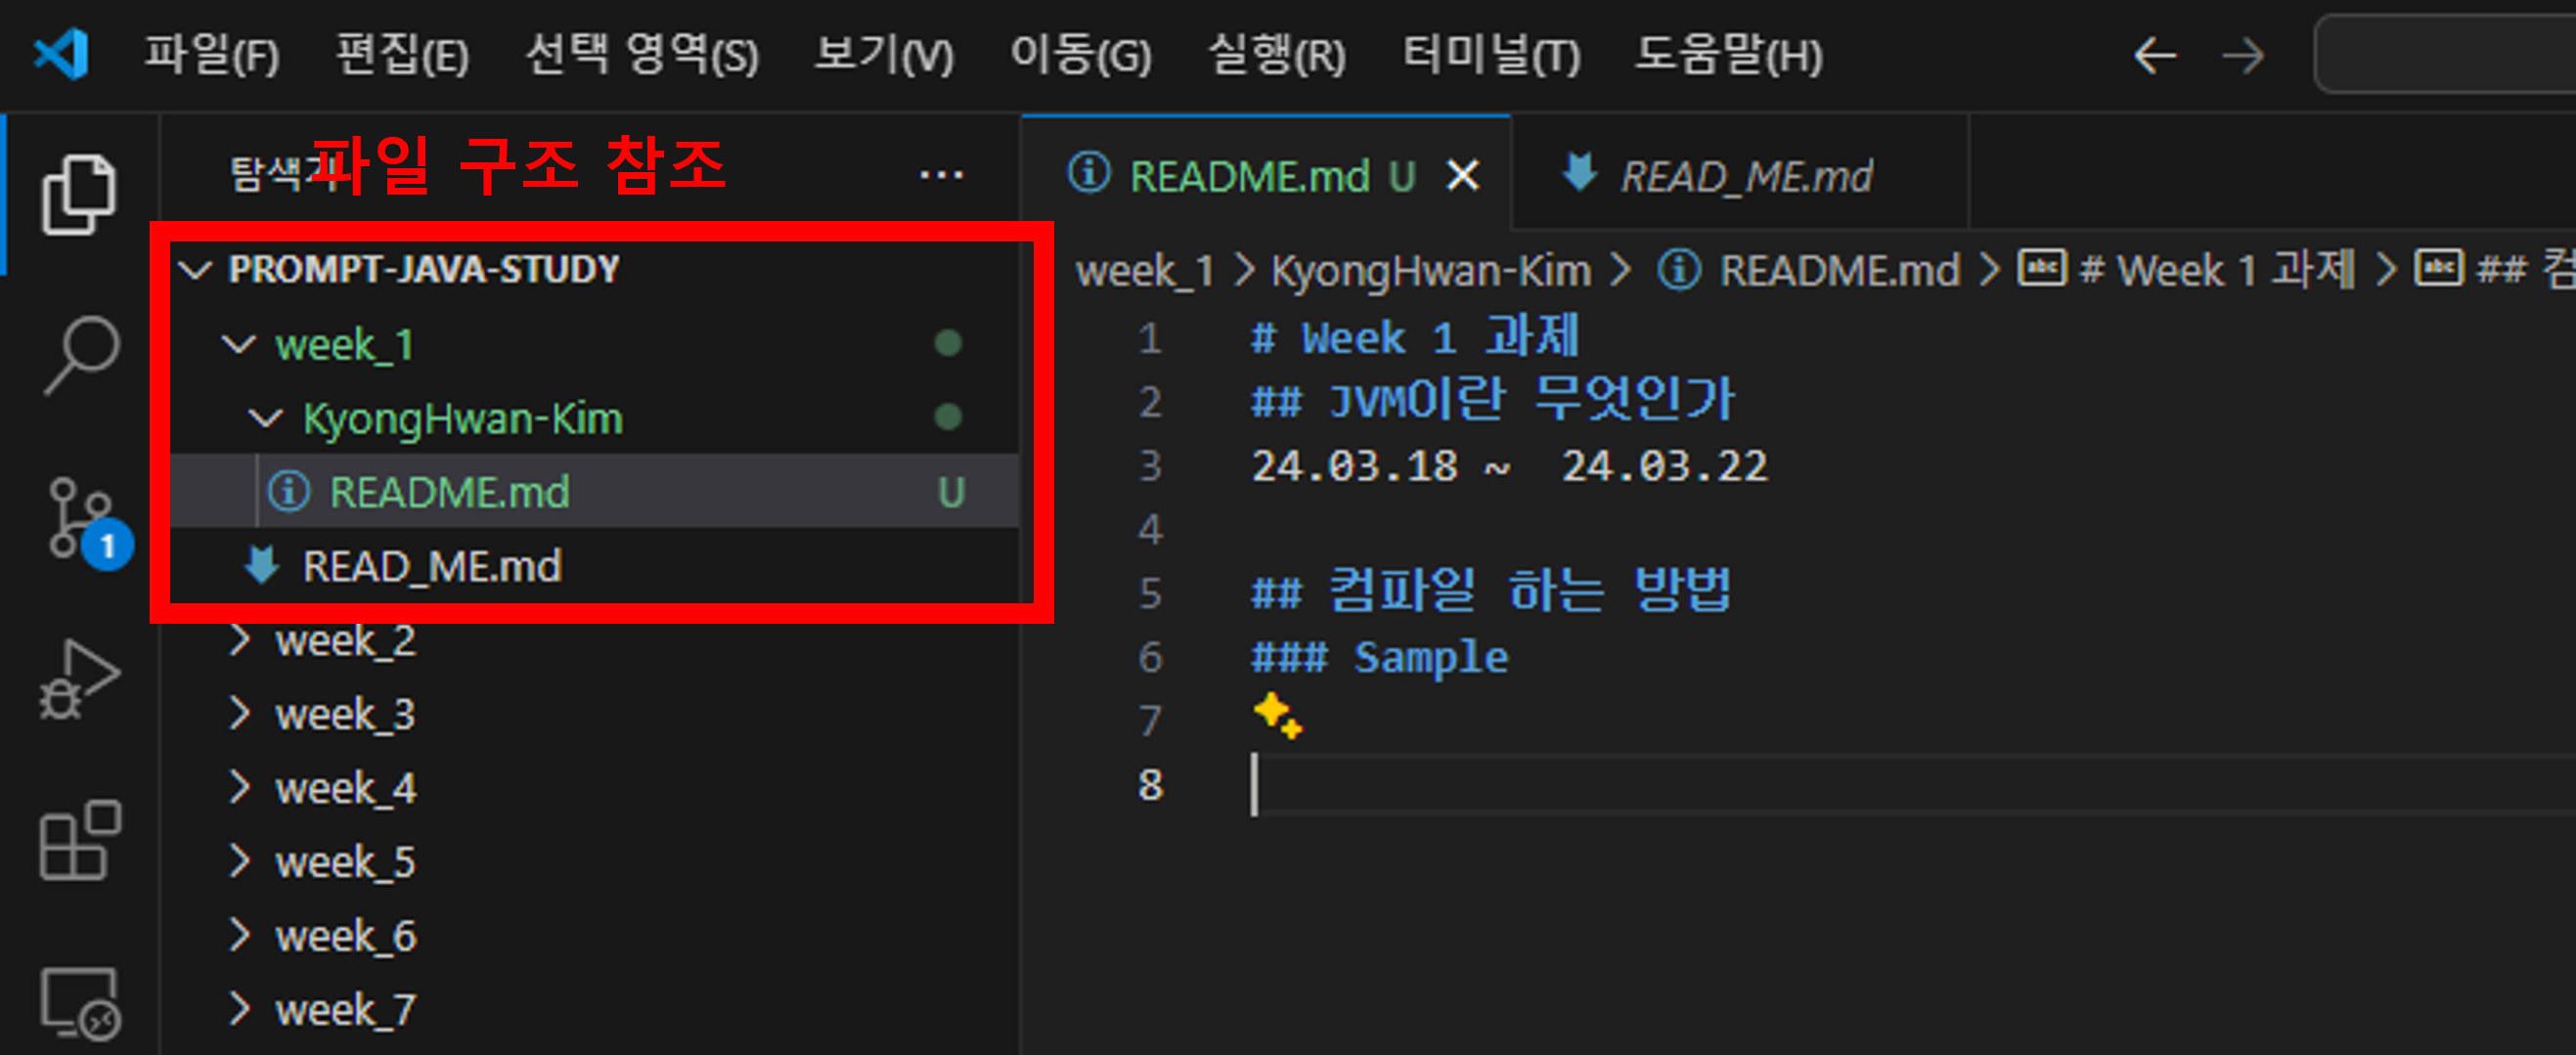 파일(F) 편집(E) 선택 영역(S) 보기(V) 이동(G) 실행(R) 터미널(T) 도움말(H)
탐색기 ···
파일 구조 참조
README.md U
READ_ME.md
PROMPT-JAVA-STUDY
week_1
KyongHwan-Kim
README.md U
READ_ME.md
week_2
week_3
week_4
week_5
week_6
week_7
1
week_1 > KyongHwan-Kim > README.md > # Week 1 과제 > ## 컴
1 # Week 1 과제
2 ## JVM이란 무엇인가
3 24.03.18 ~  24.03.22
4
5 ## 컴파일 하는 방법
6 ### Sample
7
8